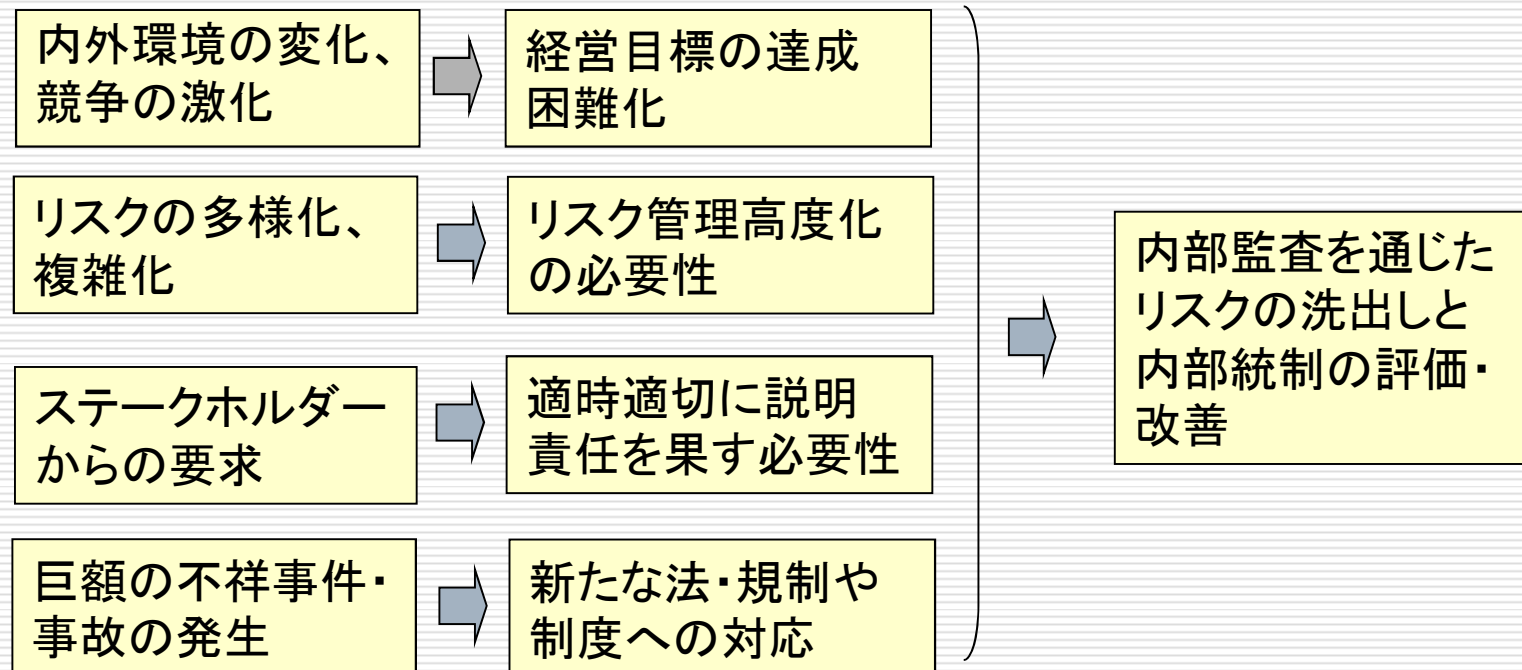 内外環境の変化、
競争の激化
経営目標の達成
困難化
リスクの多様化、
複雑化
リスク管理高度化
の必要性
ステークホルダー
からの要求
適時適切に説明
責任を果す必要性
巨額の不祥事件・
事故の発生
新たな法・規制や
制度への対応
内部監査を通じた
リスクの洗出しと
内部統制の評価・
改善